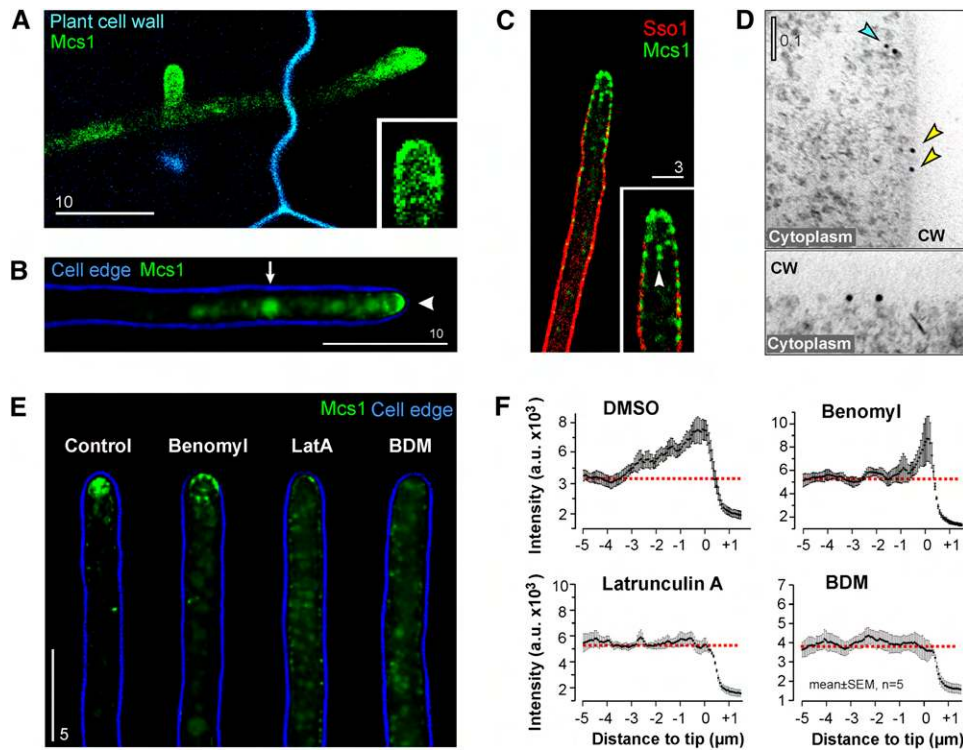 A
Plant cell wall
Mcs1
10
B
Cell edge Mcs1
10
C
Sso1
Mcs1
3
D
0.1
Cytoplasm
CW
CW
Cytoplasm
E
Mcs1 Cell edge
Control Benomyl LatA BDM
5
F
DMSO
Intensity (a.u. x10³)
8
6
3
2
-5 -4 -3 -2 -1 0 +1
Benomyl
10
8
6
4
2
-5 -4 -3 -2 -1 0 +1
Latrunculin A
Intensity (a.u. x10³)
10
8
6
4
2
-5 -4 -3 -2 -1 0 +1
Distance to tip (µm)
BDM
7
6
5
4
3
2
1
mean±SEM, n=5
-5 -4 -3 -2 -1 0 +1
Distance to tip (µm)